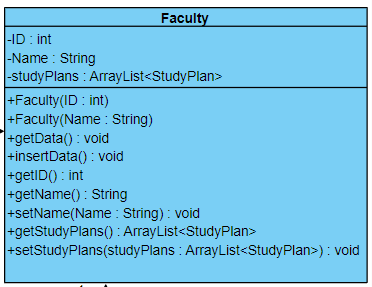 Faculty
-ID : int
-Name : String
-studyPlans : ArrayList<StudyPlan>
+Faculty(ID : int)
+Faculty(Name : String)
+getData() : void
+insertData() : void
+getID() : int
+getName() : String
+setName(Name : String) : void
+getStudyPlans() : ArrayList<StudyPlan>
+setStudyPlans(studyPlans : ArrayList<StudyPlan>) : void